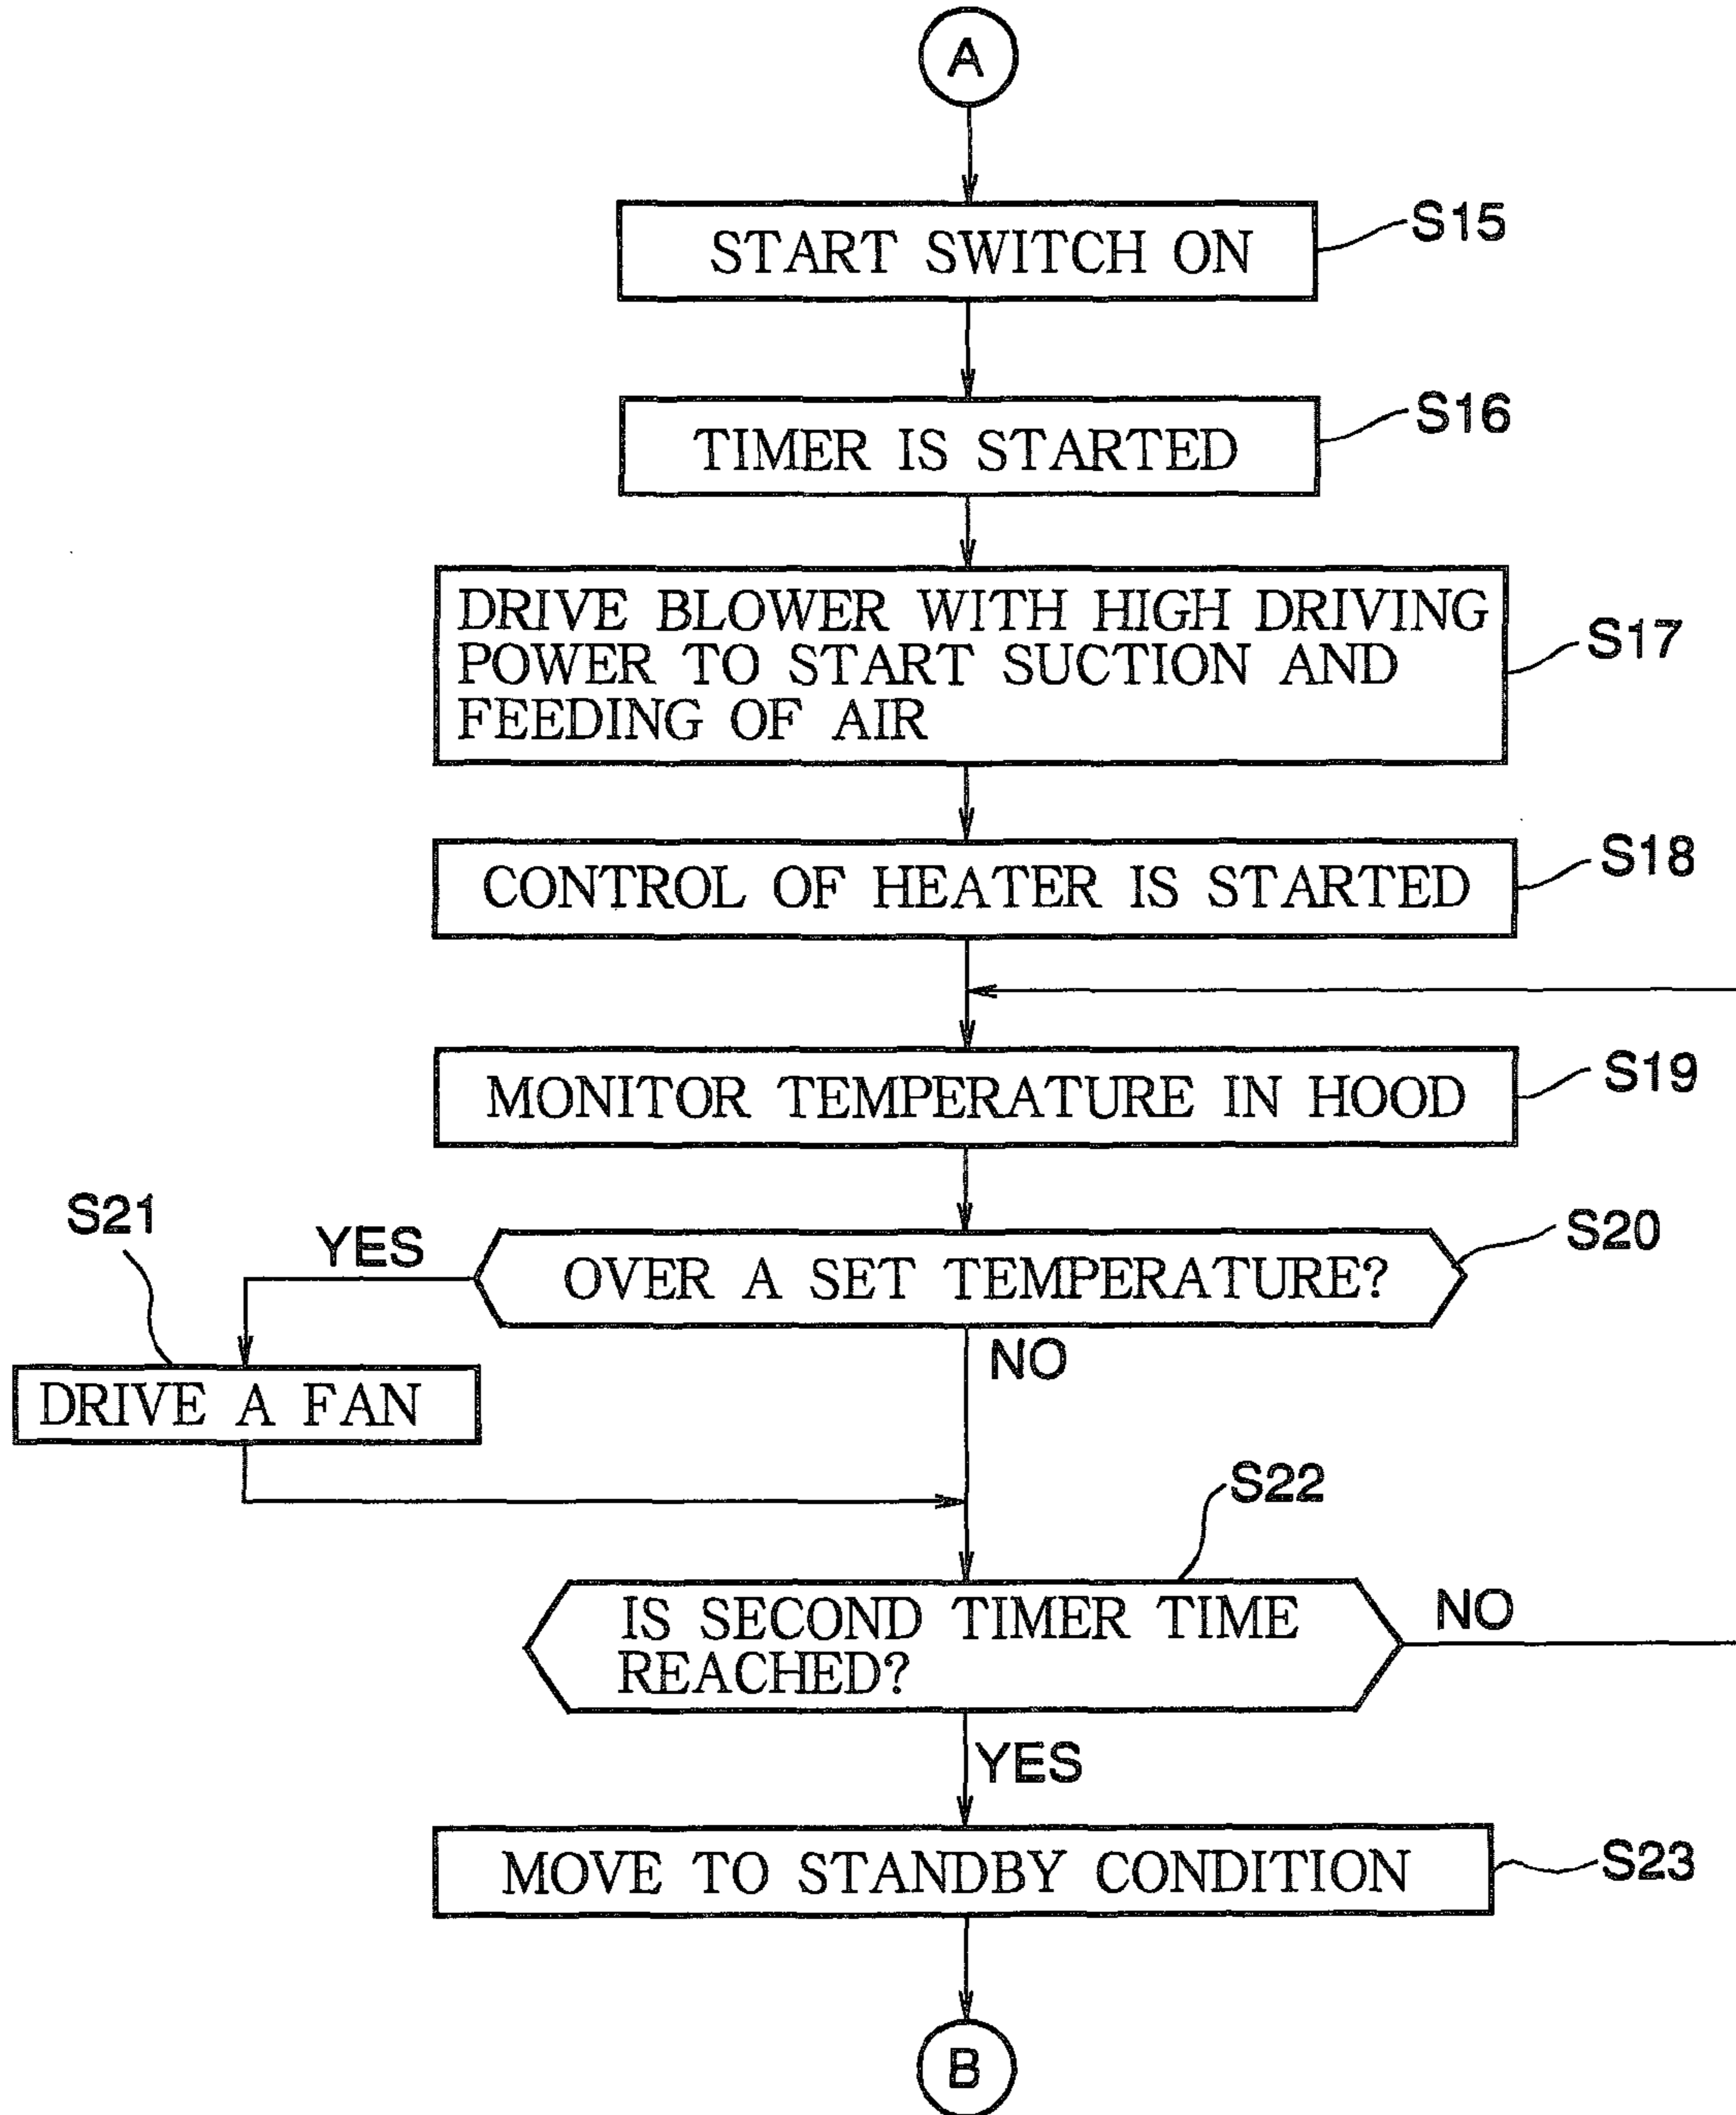 A
START SWITCH ON
S15
TIMER IS STARTED
S16
DRIVE BLOWER WITH HIGH DRIVING
POWER TO START SUCTION AND
FEEDING OF AIR
S17
CONTROL OF HEATER IS STARTED
S18
MONITOR TEMPERATURE IN HOOD
S19
S21
YES
OVER A SET TEMPERATURE?
S20
NO
DRIVE A FAN
S22
IS SECOND TIMER TIME
REACHED?
NO
YES
MOVE TO STANDBY CONDITION
S23
B